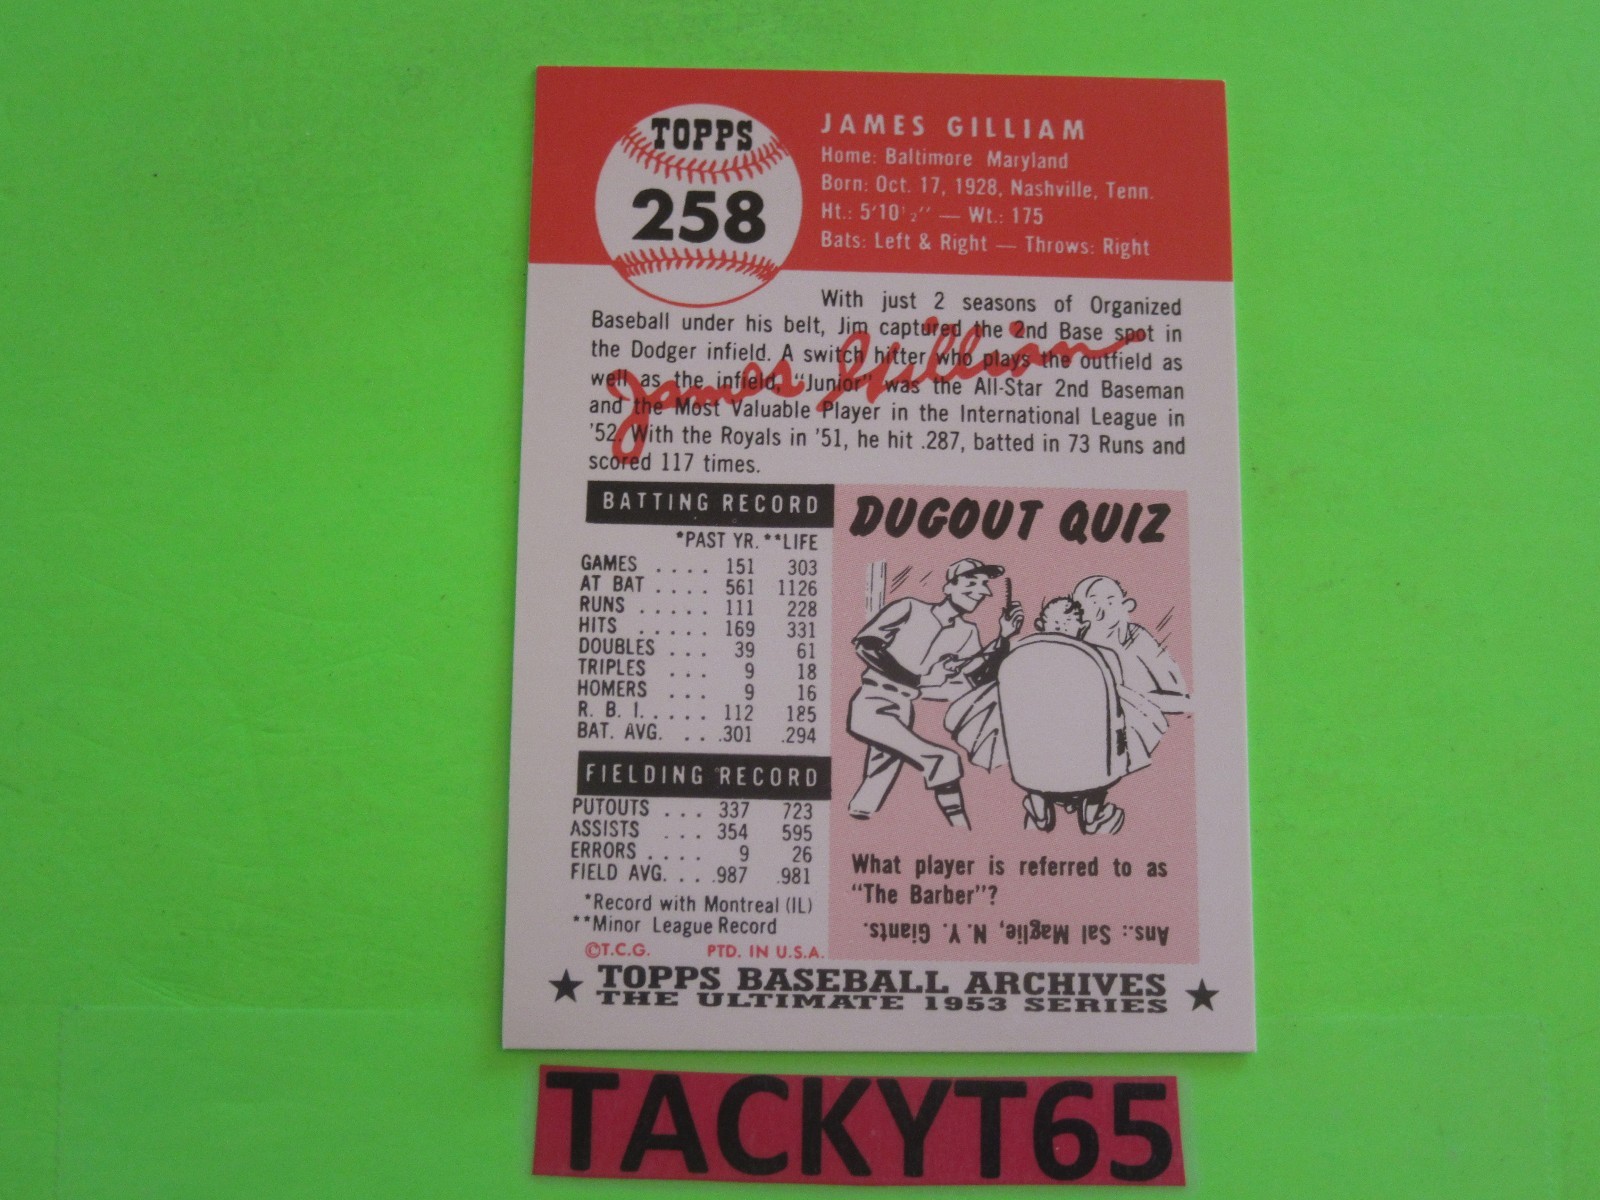 TOPPS
258
JAMES GILLIAM
Home: Baltimore Maryland
Born: Oct. 17, 1928, Nashville, Tenn.
Ht.: 5'10½" — Wt.: 175
Bats: Left & Right — Throws: Right
With just 2 seasons of Organized
Baseball under his belt, Jim captured the 2nd Base spot in
the Dodger infield. A switch hitter who plays the outfield as
well as the infield, "Junior" was the All-Star 2nd Baseman
and the Most Valuable Player in the International League in
'52. With the Royals in '51, he hit .287, batted in 73 Runs and
scored 117 times.
James Gilliam
BATTING RECORD
*PAST YR. **LIFE
GAMES .... 151 303
AT BAT .... 561 1126
RUNS ..... 111 228
HITS ..... 169 331
DOUBLES ... 39 61
TRIPLES ... 9 18
HOMERS ... 9 16
R. B. I. .... 112 185
BAT. AVG. ... .301 .294
FIELDING RECORD
PUTOUTS ... 337 723
ASSISTS ... 354 595
ERRORS .... 9 26
FIELD AVG. ... .987 .981
*Record with Montreal (IL)
**Minor League Record
©T.C.G. PTD. IN U.S.A.
DUGOUT QUIZ
What player is referred to as
"The Barber"?
Ans.: Sal Maglie, N. Y. Giants.
★ TOPPS BASEBALL ARCHIVES ★
THE ULTIMATE 1953 SERIES
TACKYT65